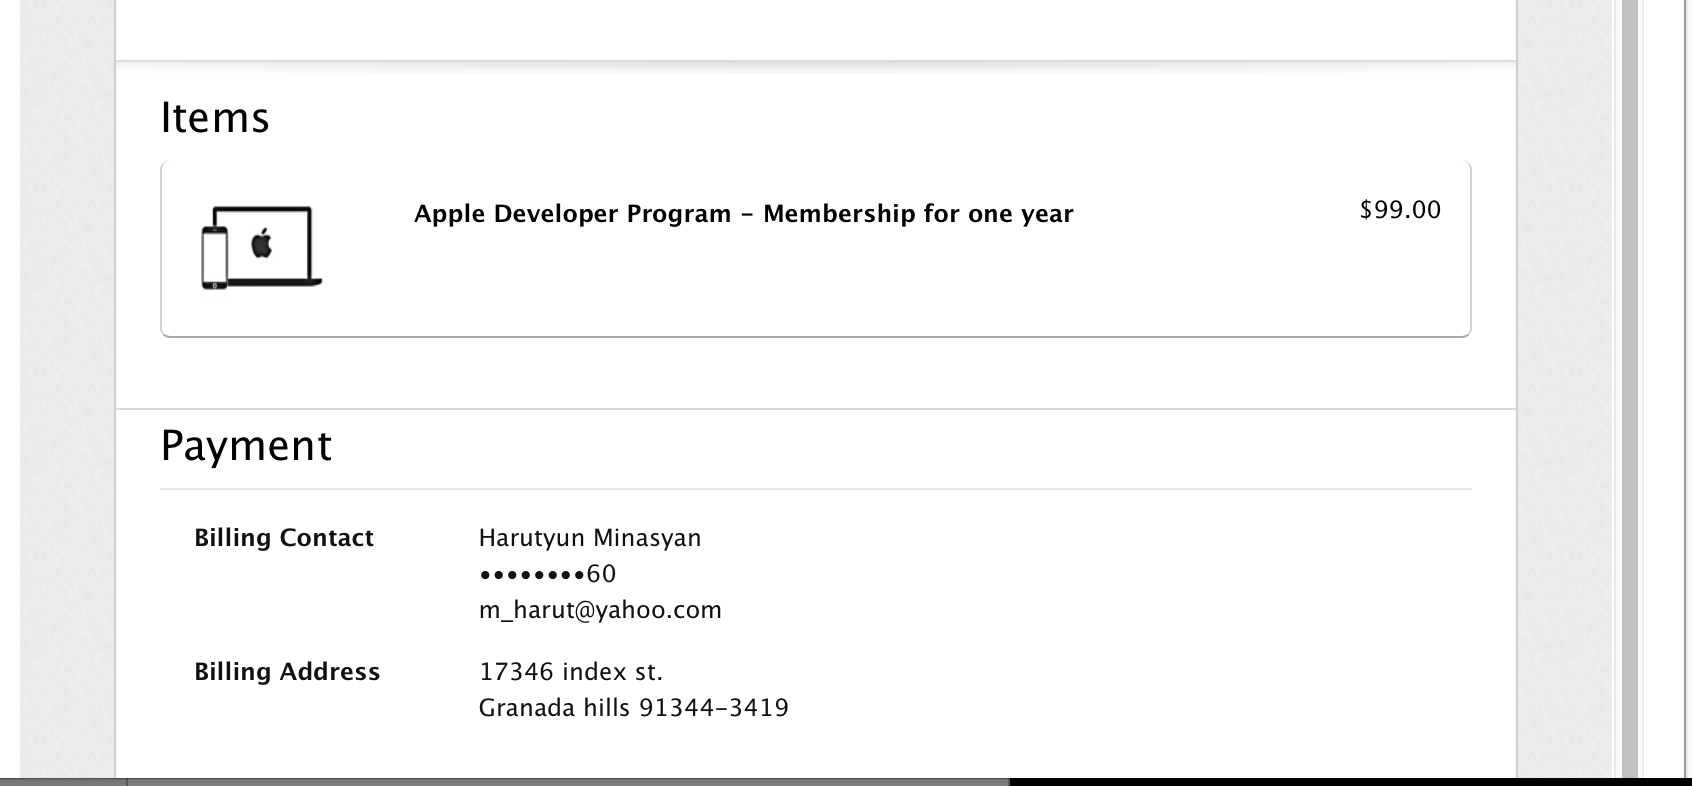 Items
Apple Developer Program – Membership for one year
$99.00
Payment
Billing Contact
Harutyun Minasyan
••••••••60
m_harut@yahoo.com
Billing Address
17346 index st.
Granada hills 91344–3419